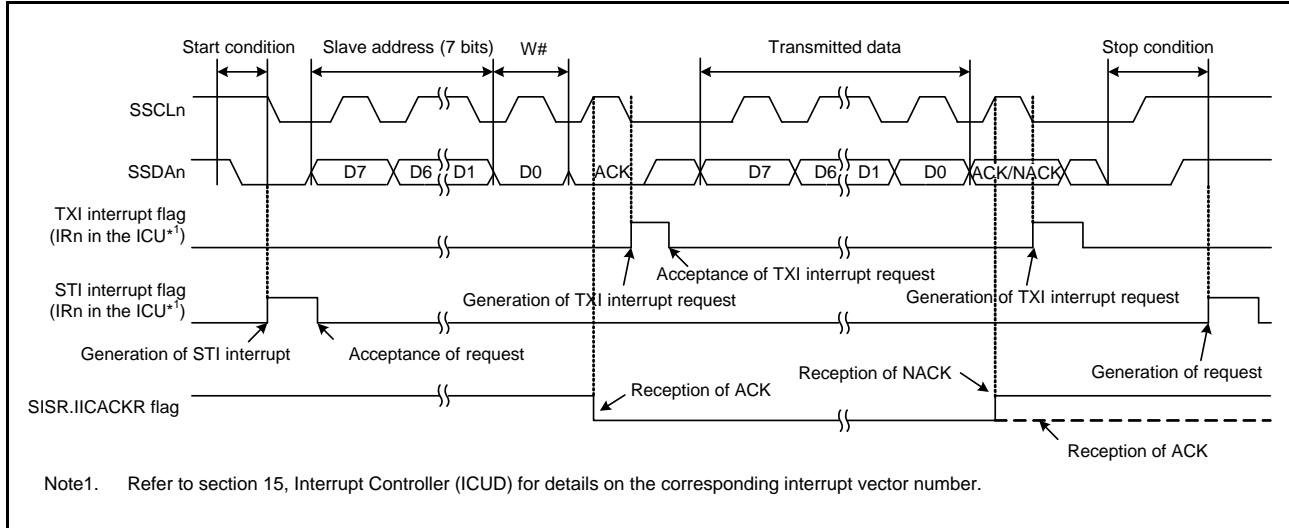 Start condition
Slave address (7 bits)
W#
Transmitted data
Stop condition
SSCLn
SSDAn
D7
D6
D1
D0
ACK
D7
D6
D1
D0
ACK/NACK
TXI interrupt flag
(IRn in the ICU*1)
Acceptance of TXI interrupt request
Generation of TXI interrupt request
Generation of TXI interrupt request
STI interrupt flag
(IRn in the ICU*1)
Generation of STI interrupt
Acceptance of request
Generation of request
SISR.IICACKR flag
Reception of ACK
Reception of NACK
Reception of ACK
Note1. Refer to section 15, Interrupt Controller (ICUD) for details on the corresponding interrupt vector number.